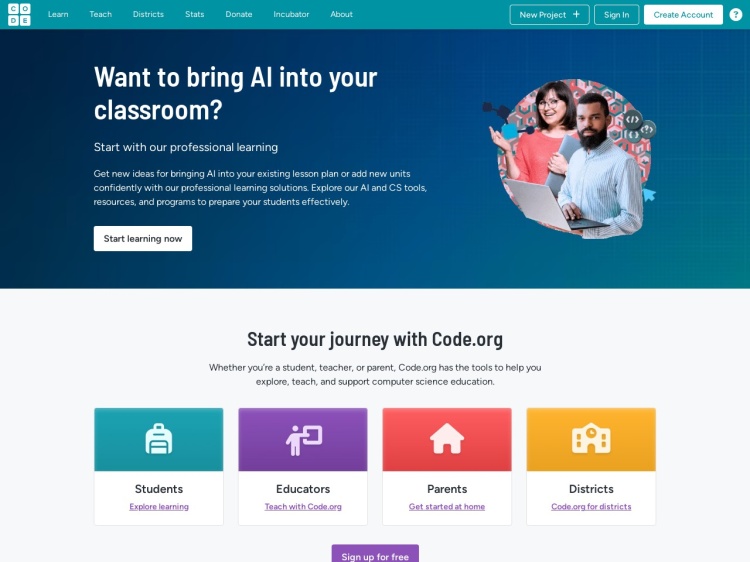 CO
DE
Learn
Teach
Districts
Stats
Donate
Incubator
About
New Project +
Sign In
Create Account
?
Want to bring AI into your
classroom?
Start with our professional learning
Get new ideas for bringing AI into your existing lesson plan or add new units
confidently with our professional learning solutions. Explore our AI and CS tools,
resources, and programs to prepare your students effectively.
Start learning now
</>
<?>
Start your journey with Code.org
Whether you're a student, teacher, or parent, Code.org has the tools to help you
explore, teach, and support computer science education.
Students
Explore learning
Educators
Teach with Code.org
Parents
Get started at home
Districts
Code.org for districts
Sign up for free